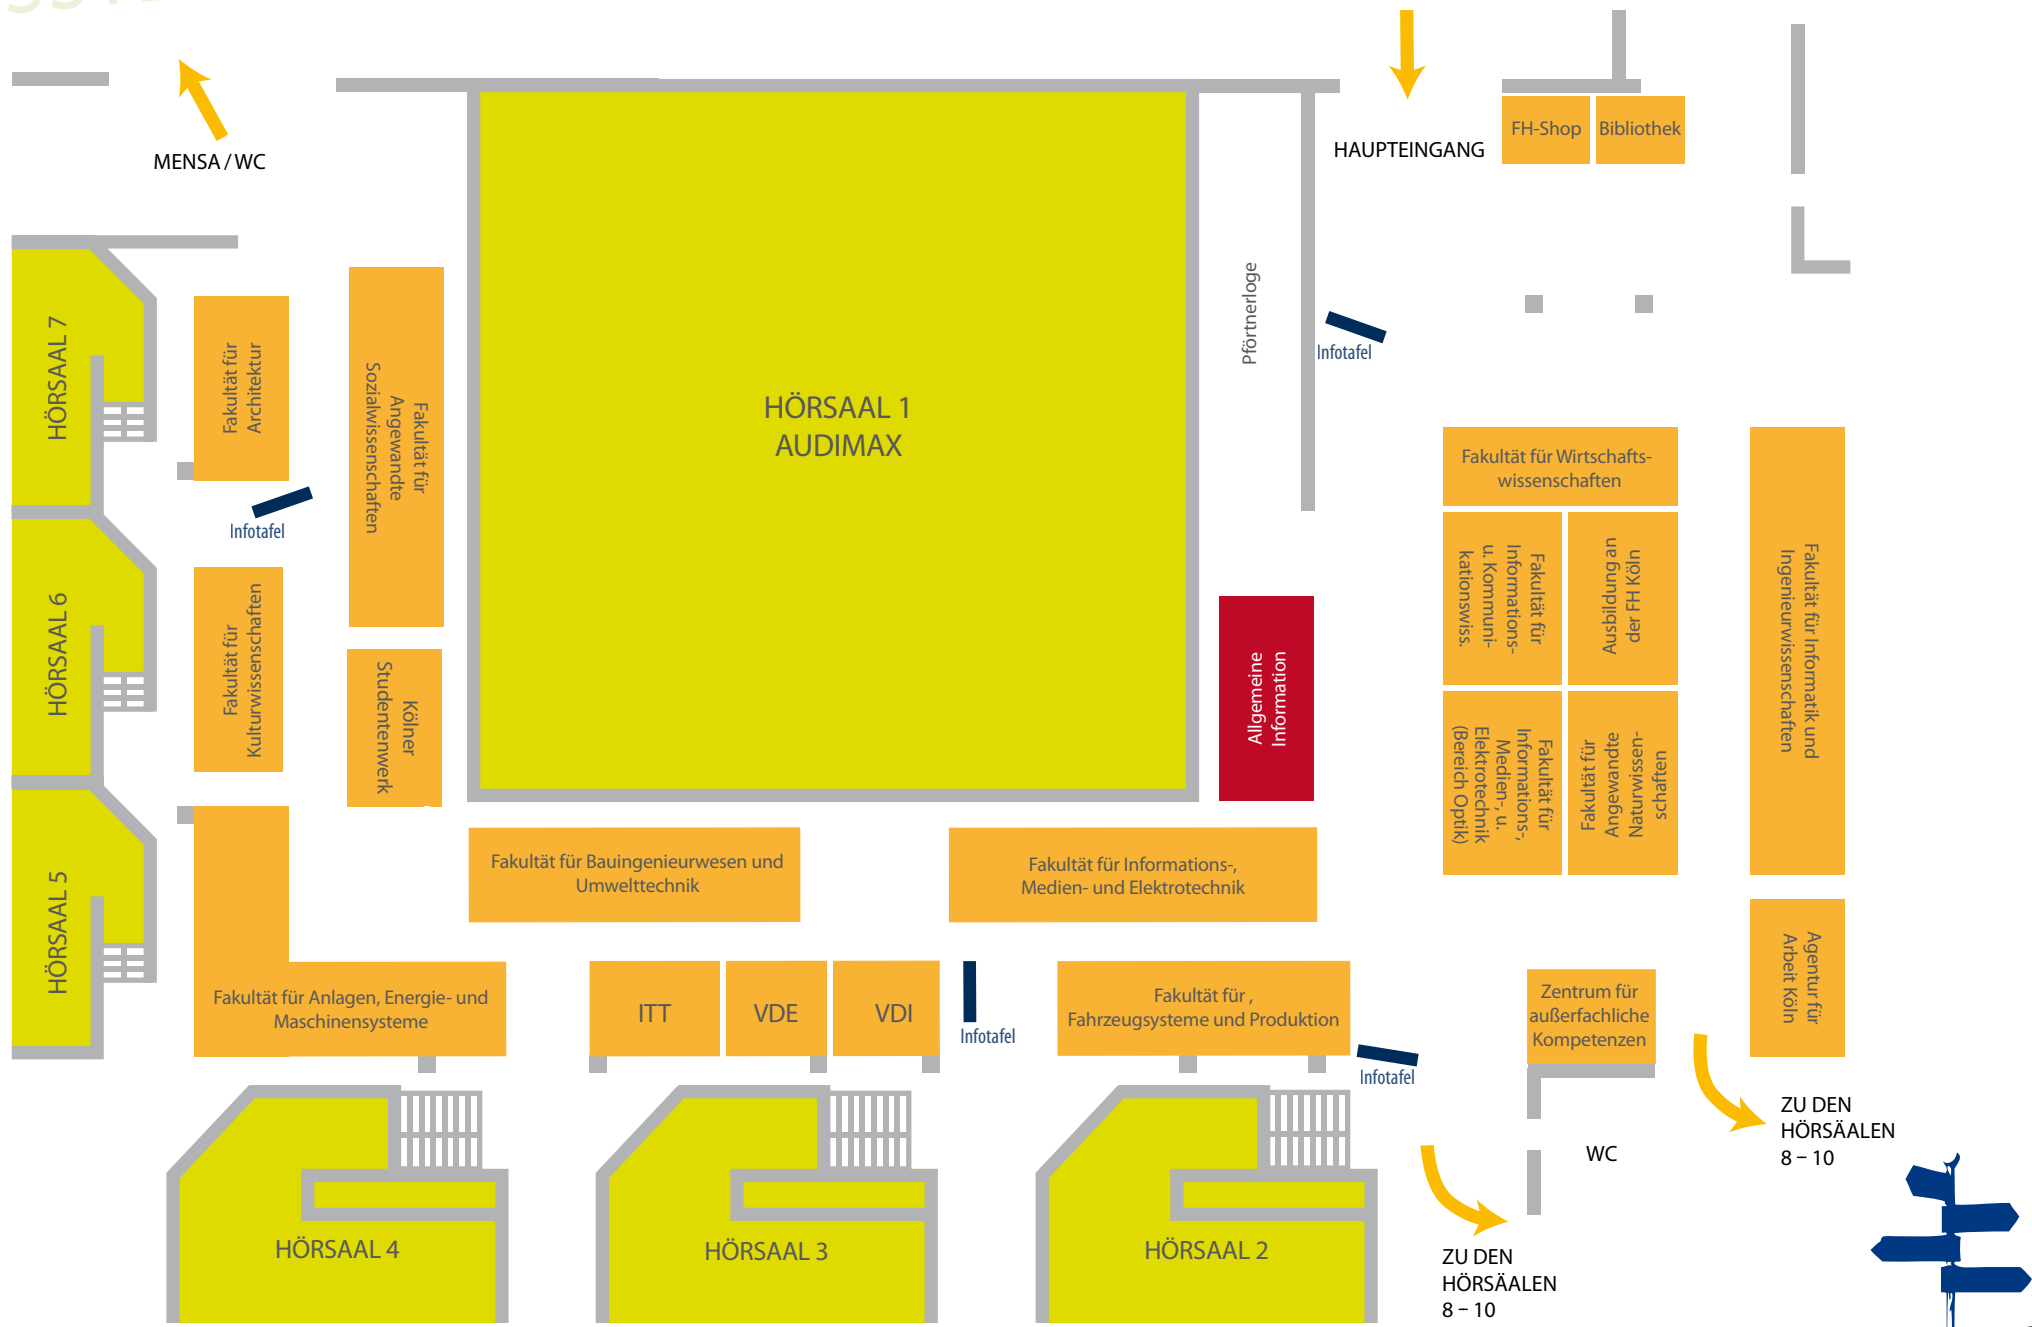 MENSA / WC
HAUPTEINGANG
FH-Shop
Bibliothek
Pförtnerloge
Infotafel
HÖRSAAL 7
Fakultät für
Architektur
Fakultät für
Angewandte
Sozialwissenschaften
HÖRSAAL 1
AUDIMAX
Infotafel
Fakultät für Wirtschafts-
wissenschaften
Fakultät für
Informations-
u. Kommuni-
kationswiss.
Ausbildung an
der FH Köln
Fakultät für Informatik und
Ingenieurwissenschaften
HÖRSAAL 6
Fakultät für
Kulturwissenschaften
Kölner
Studentenwerk
Allgemeine
Information
Fakultät für
Informations-,
Medien-, u.
Elektrotechnik
(Bereich Optik)
Fakultät für
Angewandte
Naturwissen-
schaften
HÖRSAAL 5
Fakultät für Bauingenieurwesen und
Umwelttechnik
Fakultät für Informations-,
Medien- und Elektrotechnik
Agentur für
Arbeit Köln
Fakultät für Anlagen, Energie- und
Maschinensysteme
ITT
VDE
VDI
Infotafel
Fakultät für ,
Fahrzeugsysteme und Produktion
Infotafel
Zentrum für
außerfachliche
Kompetenzen
ZU DEN
HÖRSÄALEN
8 – 10
WC
HÖRSAAL 4
HÖRSAAL 3
HÖRSAAL 2
ZU DEN
HÖRSÄALEN
8 – 10